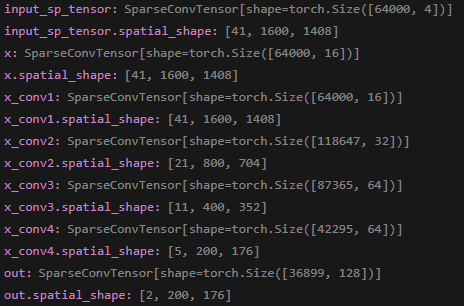 input_sp_tensor: SparseConvTensor[shape=torch.Size([64000, 4])]
input_sp_tensor.spatial_shape: [41, 1600, 1408]
x: SparseConvTensor[shape=torch.Size([64000, 16])]
x.spatial_shape: [41, 1600, 1408]
x_conv1: SparseConvTensor[shape=torch.Size([64000, 16])]
x_conv1.spatial_shape: [41, 1600, 1408]
x_conv2: SparseConvTensor[shape=torch.Size([118647, 32])]
x_conv2.spatial_shape: [21, 800, 704]
x_conv3: SparseConvTensor[shape=torch.Size([87365, 64])]
x_conv3.spatial_shape: [11, 400, 352]
x_conv4: SparseConvTensor[shape=torch.Size([42295, 64])]
x_conv4.spatial_shape: [5, 200, 176]
out: SparseConvTensor[shape=torch.Size([36899, 128])]
out.spatial_shape: [2, 200, 176]